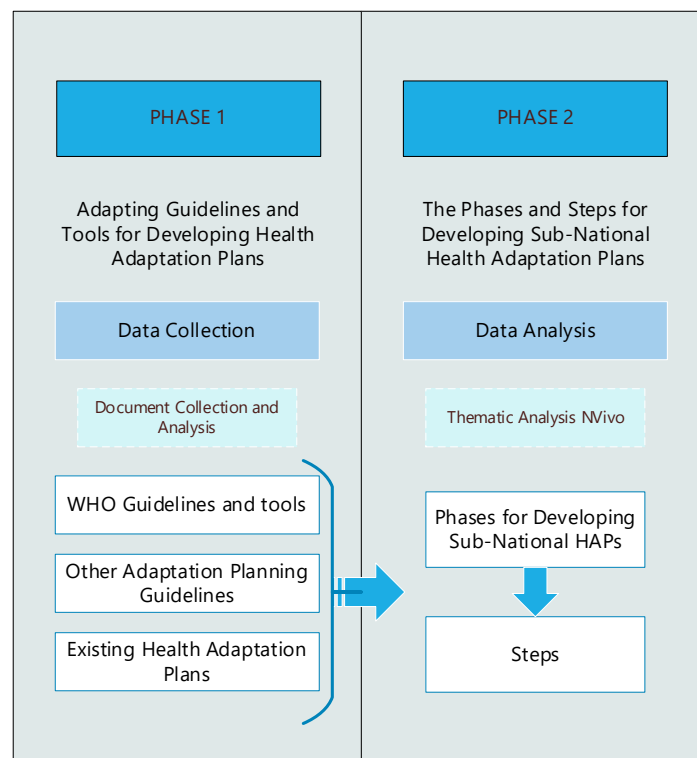 PHASE 1
Adapting Guidelines and
Tools for Developing Health
Adaptation Plans
Data Collection
Document Collection and
Analysis
WHO Guidelines and tools
Other Adaptation Planning
Guidelines
Existing Health Adaptation
Plans
PHASE 2
The Phases and Steps for
Developing Sub-National
Health Adaptation Plans
Data Analysis
Thematic Analysis NVivo
Phases for Developing
Sub-National HAPs
Steps